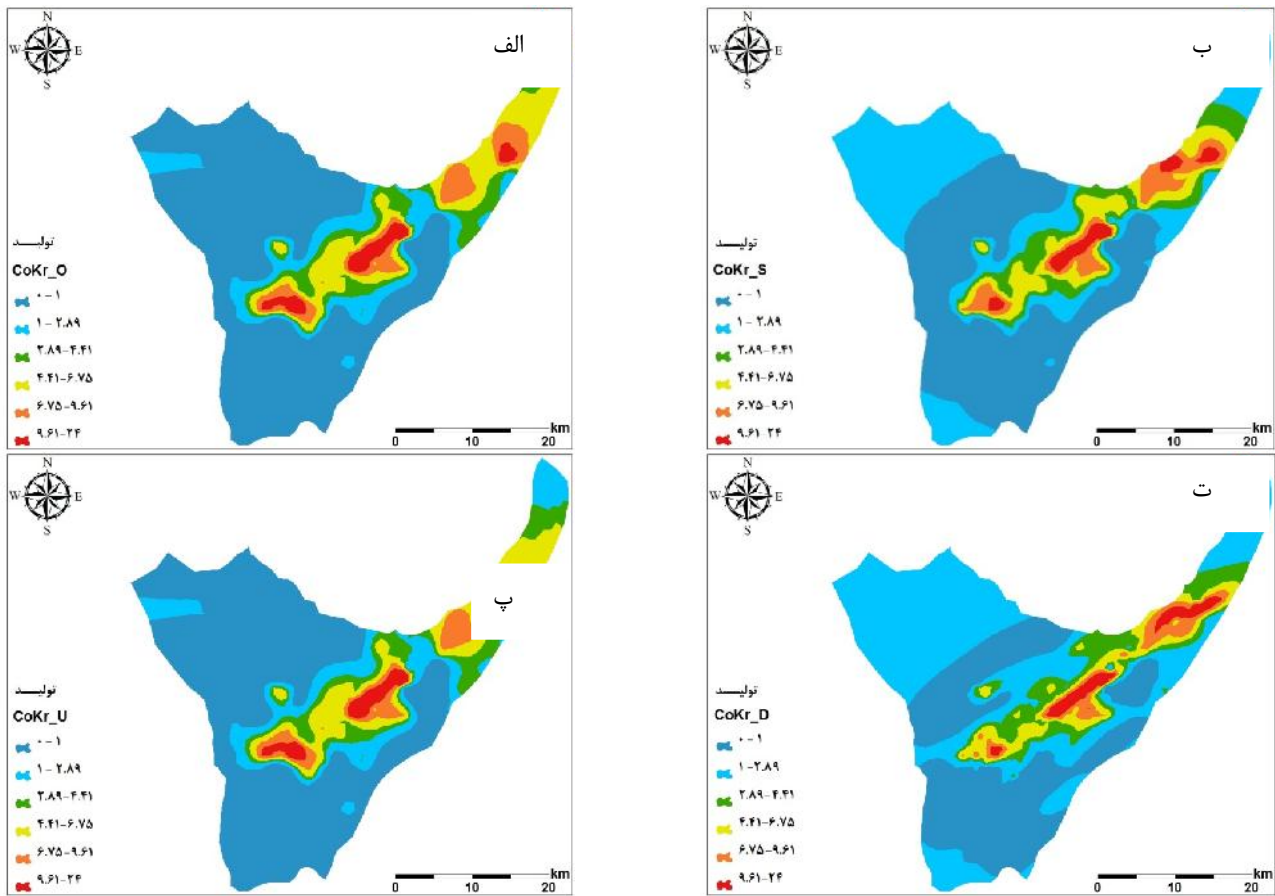 N
W E
S
الف
تولیــد
CoKr_O
۰-۱
۱-۲.۸۹
۲.۸۹-۴.۴۱
۴.۴۱-۶.۷۵
۶.۷۵-۹.۶۱
۹.۶۱-۲۴
km
0 10 20
N
W E
S
ب
تولیــد
CoKr_S
۰-۱
۱-۲.۸۹
۲.۸۹-۴.۴۱
۴.۴۱-۶.۷۵
۶.۷۵-۹.۶۱
۹.۶۱-۲۴
km
0 10 20
N
W E
S
پ
تولیــد
CoKr_U
۰-۱
۱-۲.۸۹
۲.۸۹-۴.۴۱
۴.۴۱-۶.۷۵
۶.۷۵-۹.۶۱
۹.۶۱-۲۴
km
0 10 20
N
W E
S
ت
تولیــد
CoKr_D
۰-۱
۱-۲.۸۹
۲.۸۹-۴.۴۱
۴.۴۱-۶.۷۵
۶.۷۵-۹.۶۱
۹.۶۱-۲۴
km
0 10 20